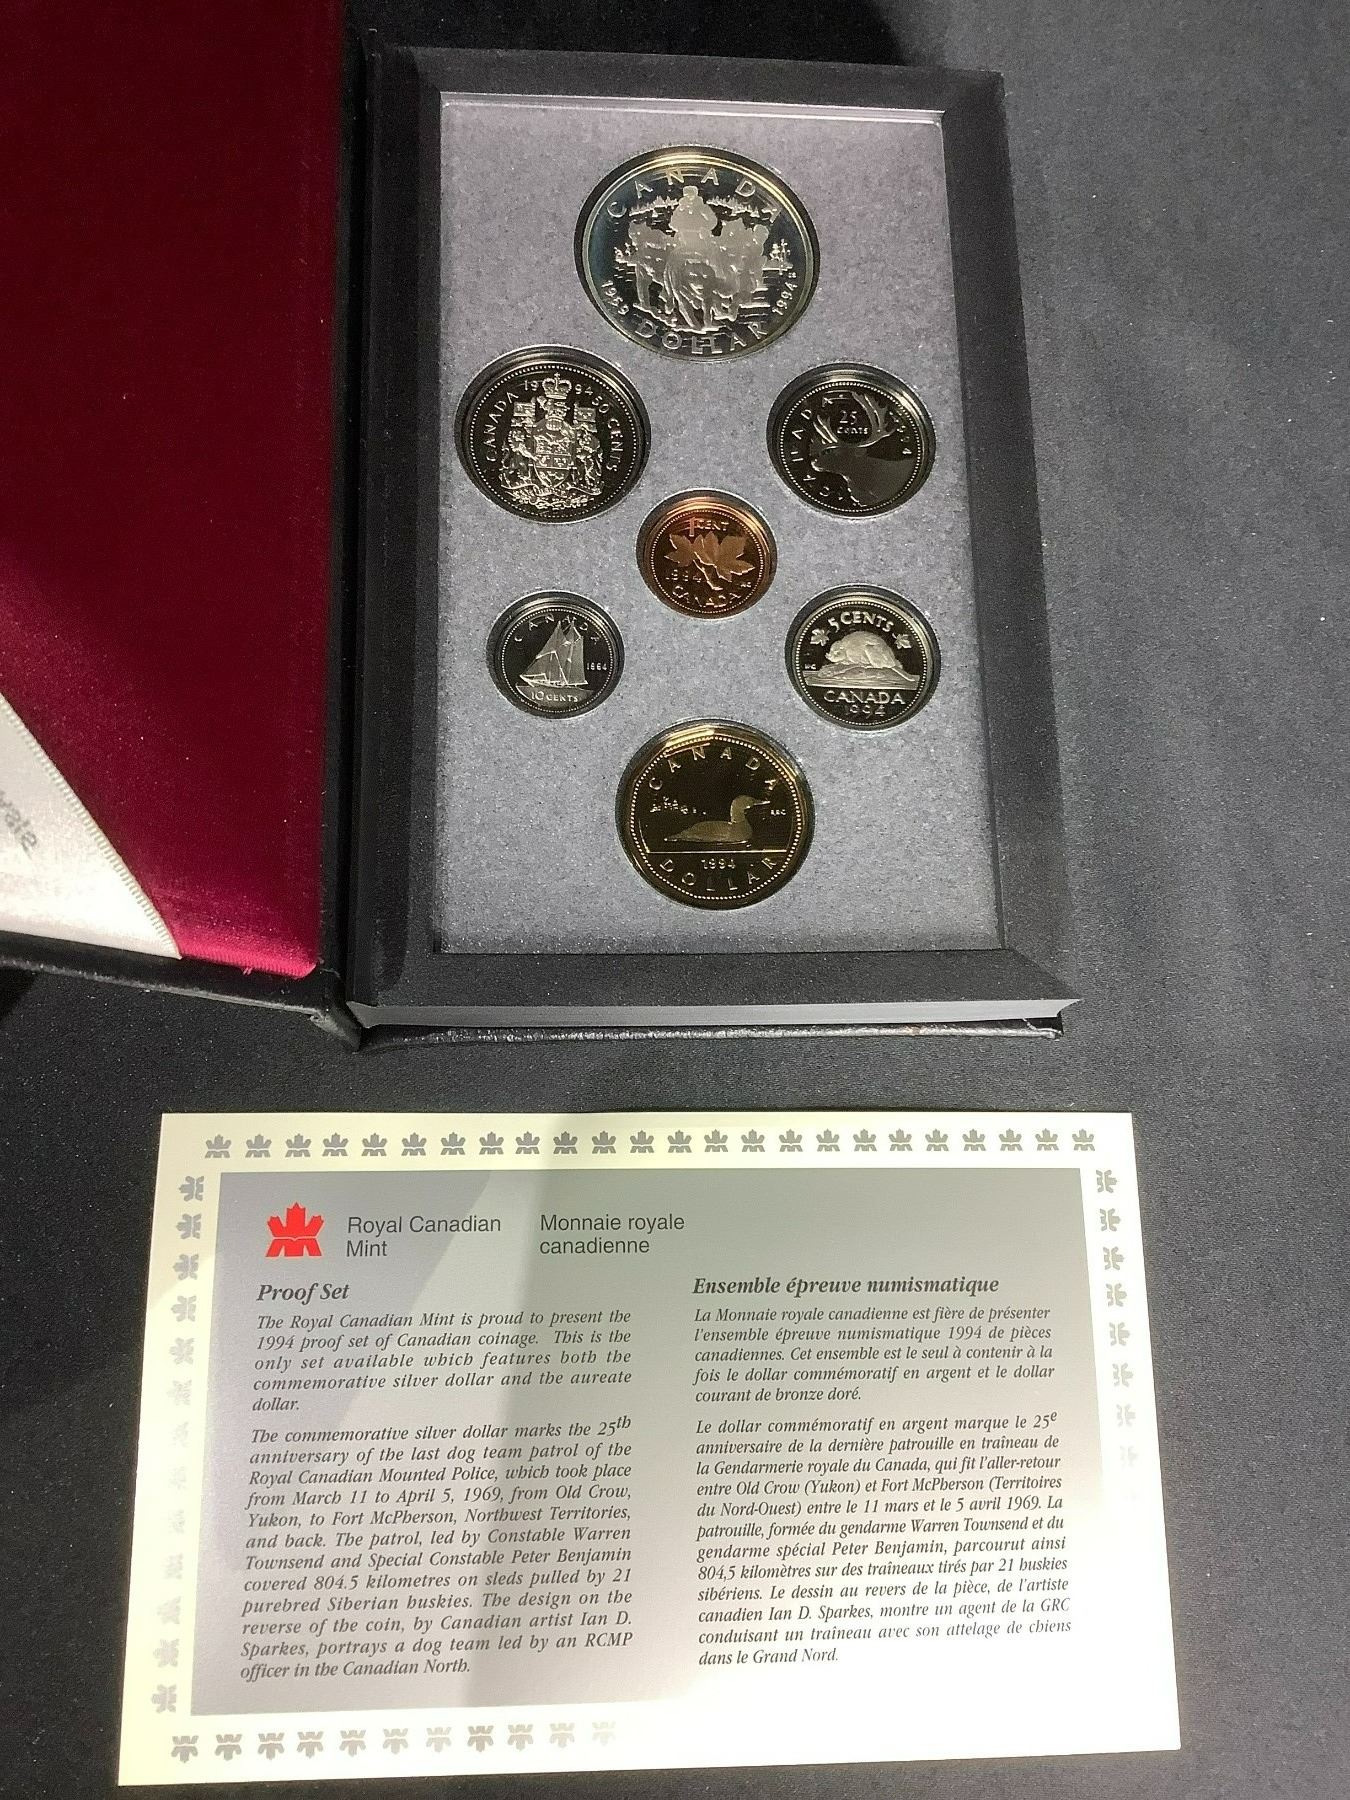 CANADA
1969 1994
DOLLAR
CANADA 1994 50 CENTS
CANADA 1994
25
cents
1 CENT
1994
CANADA
CANADA
1994
10 CENTS
5 CENTS
CANADA
1994
CANADA
1994
DOLLAR
yale
Royal Canadian
Mint
Monnaie royale
canadienne
Proof Set
The Royal Canadian Mint is proud to present the
1994 proof set of Canadian coinage. This is the
only set available which features both the
commemorative silver dollar and the aureate
dollar.
The commemorative silver dollar marks the 25th
anniversary of the last dog team patrol of the
Royal Canadian Mounted Police, which took place
from March 11 to April 5, 1969, from Old Crow,
Yukon, to Fort McPherson, Northwest Territories,
and back. The patrol, led by Constable Warren
Townsend and Special Constable Peter Benjamin
covered 804.5 kilometres on sleds pulled by 21
purebred Siberian huskies. The design on the
reverse of the coin, by Canadian artist Ian D.
Sparkes, portrays a dog team led by an RCMP
officer in the Canadian North.
Ensemble épreuve numismatique
La Monnaie royale canadienne est fière de présenter
l'ensemble épreuve numismatique 1994 de pièces
canadiennes. Cet ensemble est le seul à contenir à la
fois le dollar commémoratif en argent et le dollar
courant de bronze doré.
Le dollar commémoratif en argent marque le 25e
anniversaire de la dernière patrouille en traîneau de
la Gendarmerie royale du Canada, qui fit l'aller-retour
entre Old Crow (Yukon) et Fort McPherson (Territoires
du Nord-Ouest) entre le 11 mars et le 5 avril 1969. La
patrouille, formée du gendarme Warren Townsend et du
gendarme spécial Peter Benjamin, parcourut ainsi
804,5 kilomètres sur des traîneaux tirés par 21 huskies
sibériens. Le dessin au revers de la pièce, de l'artiste
canadien Ian D. Sparkes, montre un agent de la GRC
conduisant un traîneau avec son attelage de chiens
dans le Grand Nord.